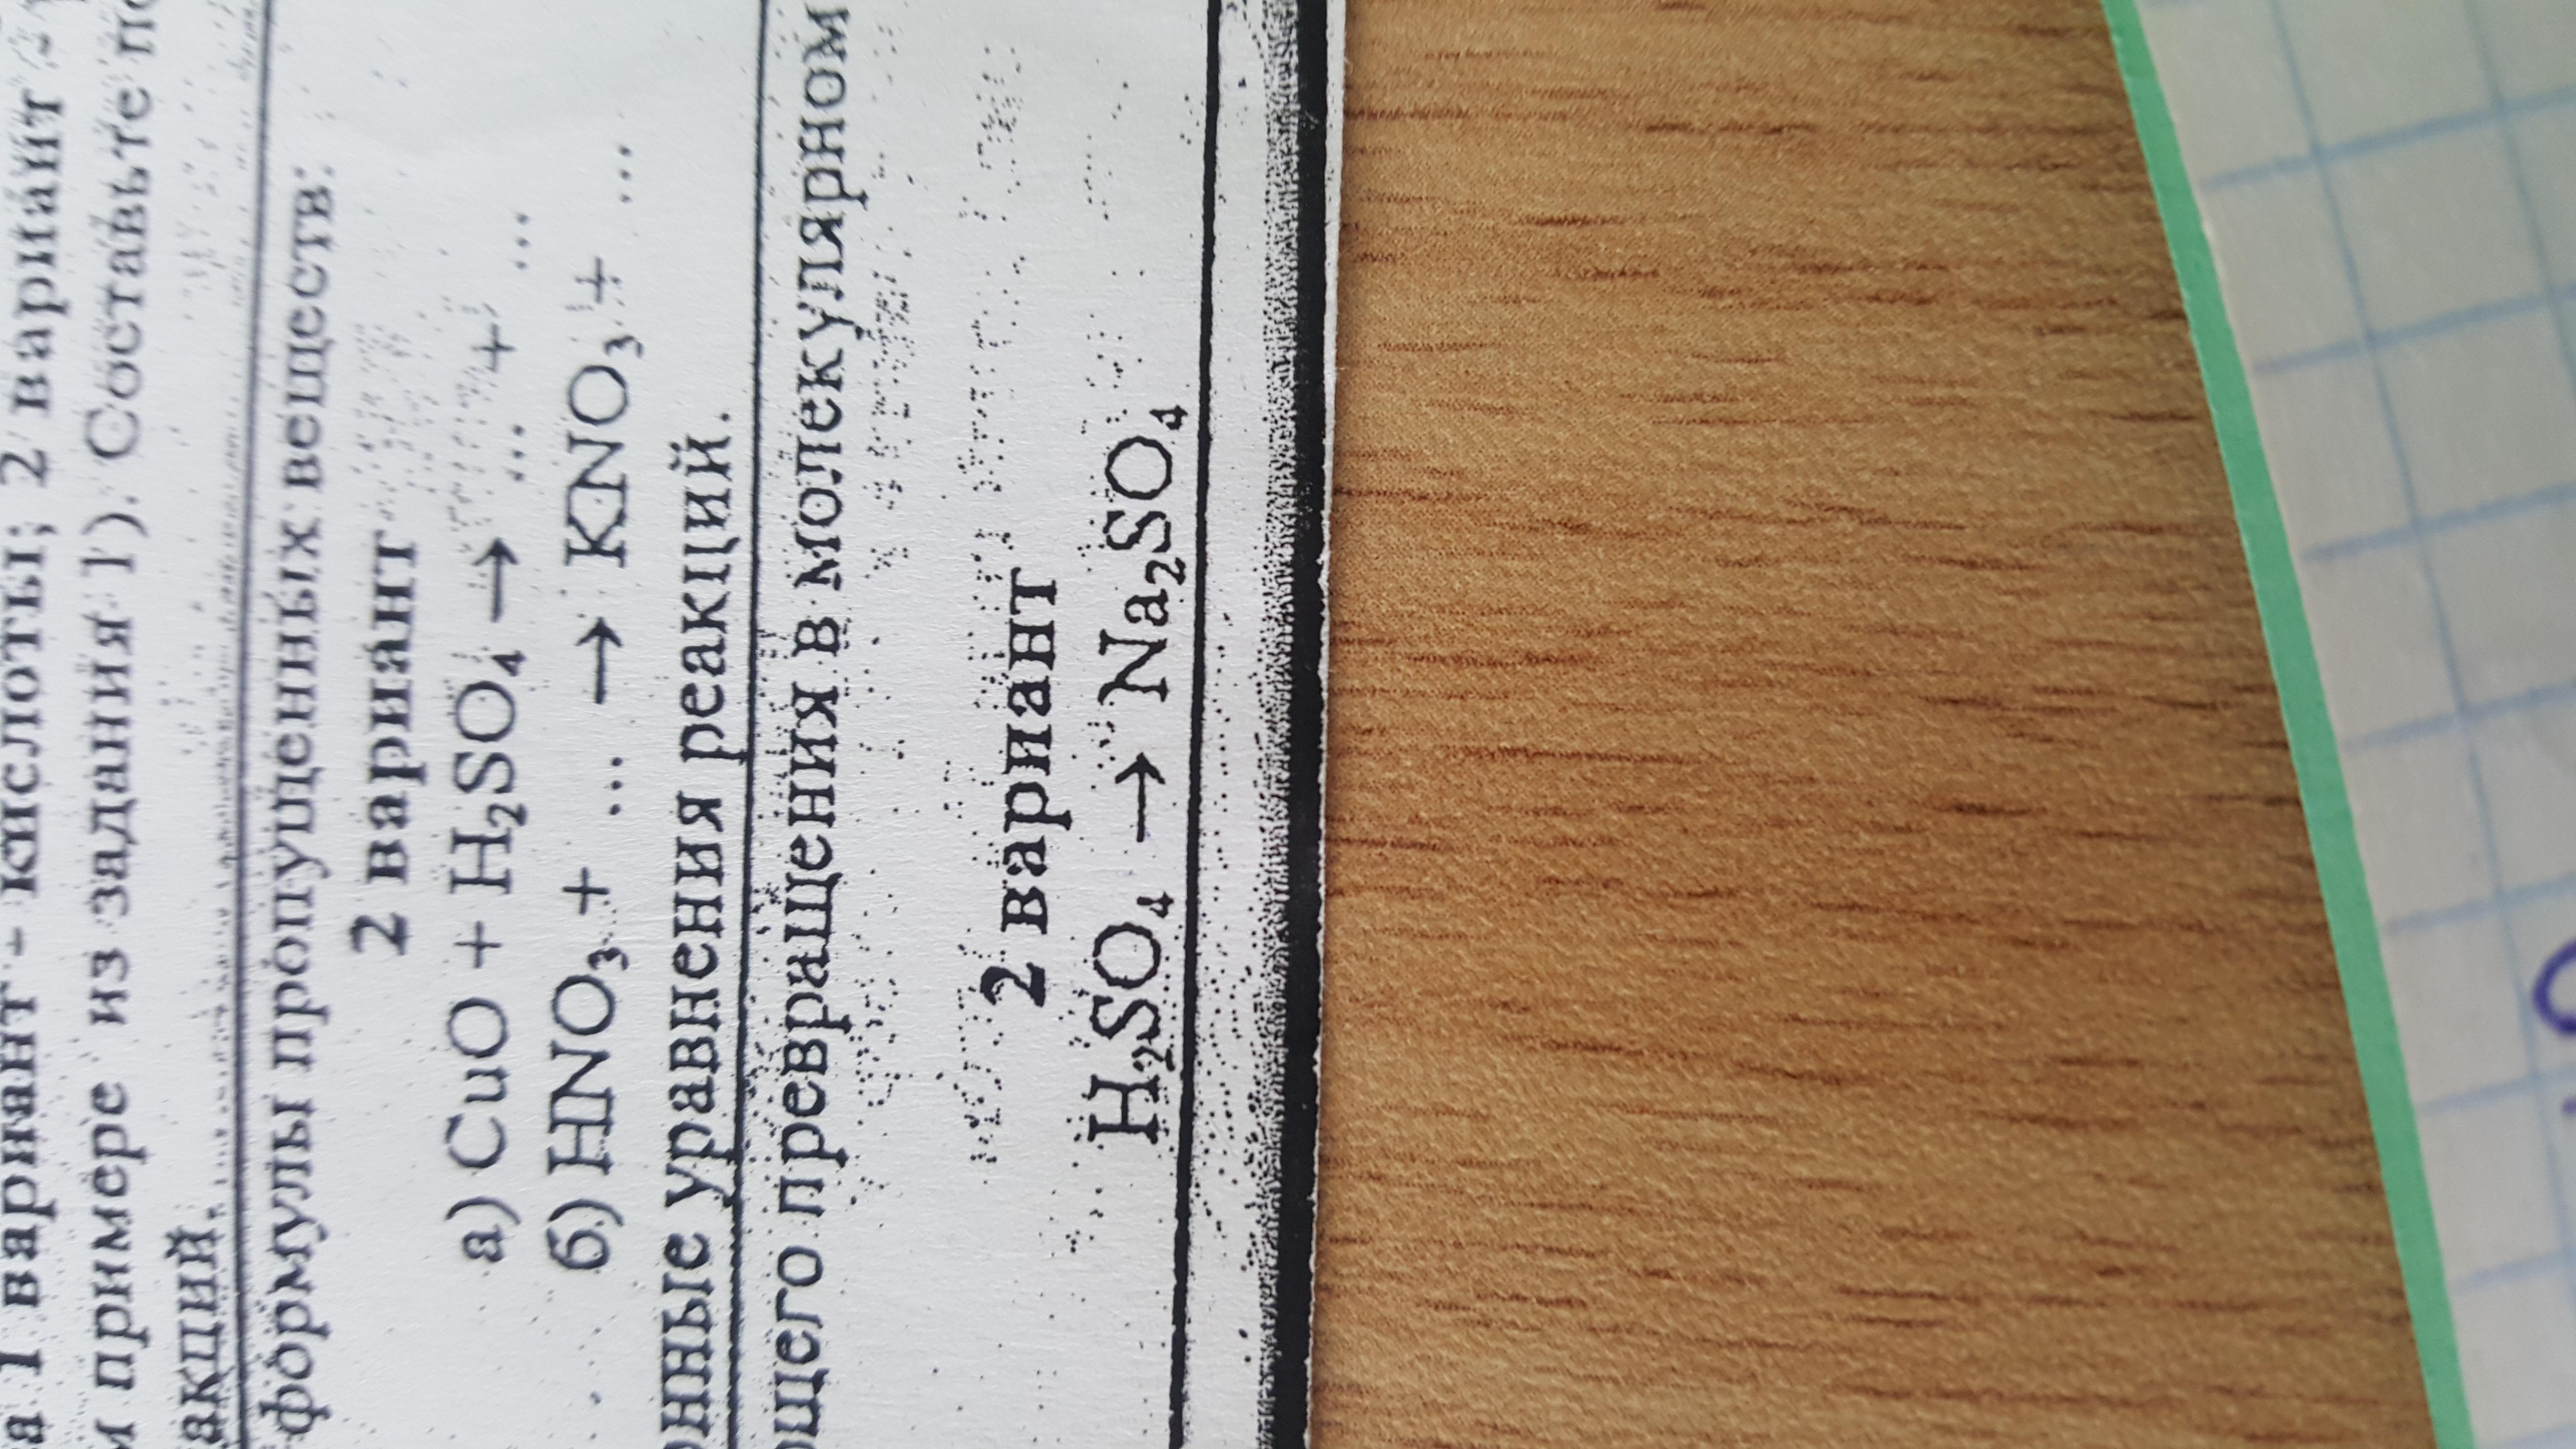 1 вариант - кислоты; 2 вариант
примере из задания 1). Составьте
акций.
формулы пропущенных веществ:
2 вариант
а) CuO + H₂SO₄ → ... + ...
б) HNO₃ + ... → KNO₃ + ...
онные уравнения реакций.
ющего превращения в молекулярном
2 вариант
H₂SO₄ → Na₂SO₄